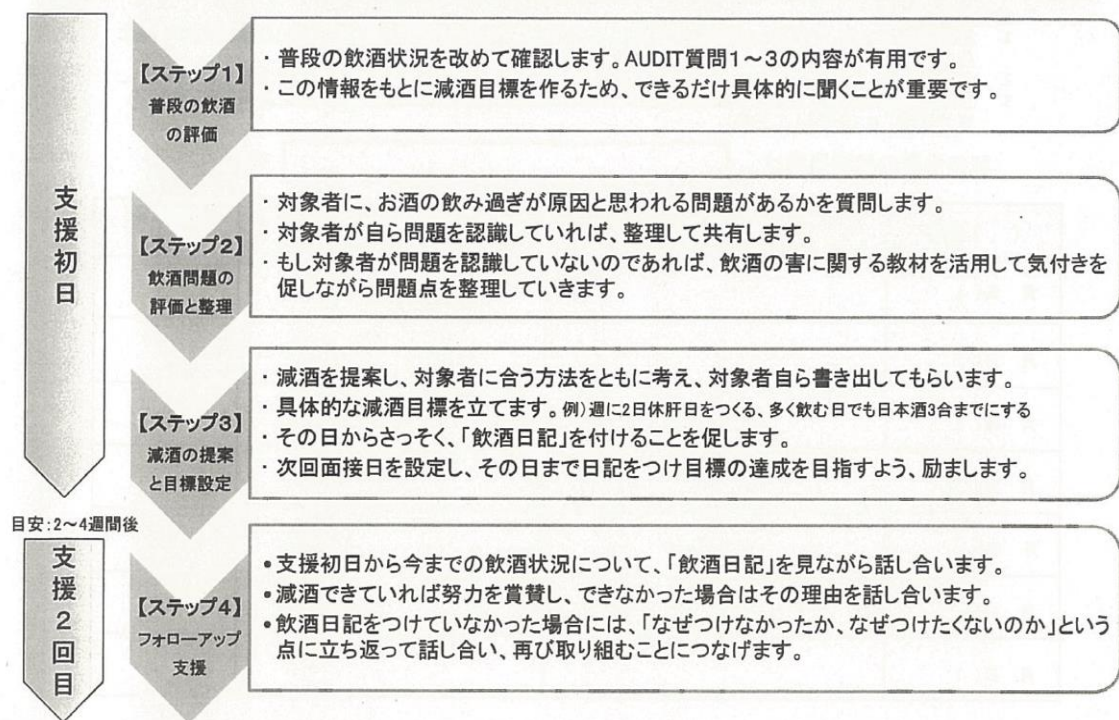 支援初日
【ステップ1】
普段の飲酒
の評価
・普段の飲酒状況を改めて確認します。AUDIT質問1～3の内容が有用です。
・この情報をもとに減酒目標を作るため、できるだけ具体的に聞くことが重要です。
【ステップ2】
飲酒問題の
評価と整理
・対象者に、お酒の飲み過ぎが原因と思われる問題があるかを質問します。
・対象者が自ら問題を認識していれば、整理して共有します。
・もし対象者が問題を認識していないのであれば、飲酒の害に関する教材を活用して気付きを
促しながら問題点を整理していきます。
【ステップ3】
減酒の提案
と目標設定
・減酒を提案し、対象者に合う方法をともに考え、対象者自ら書き出してもらいます。
・具体的な減酒目標を立てます。例）週に2日休肝日をつくる、多く飲む日でも日本酒3合までにする
・その日からさっそく、「飲酒日記」を付けることを促します。
・次回面接日を設定し、その日まで日記をつけ目標の達成を目指すよう、励まします。
目安：2～4週間後
支援2回目
【ステップ4】
フォローアップ
支援
•支援初日から今までの飲酒状況について、「飲酒日記」を見ながら話し合います。
•減酒できていれば努力を賞賛し、できなかった場合はその理由を話し合います。
•飲酒日記をつけていなかった場合には、「なぜつけなかったか、なぜつけたくないのか」という
点に立ち返って話し合い、再び取り組むことにつなげます。